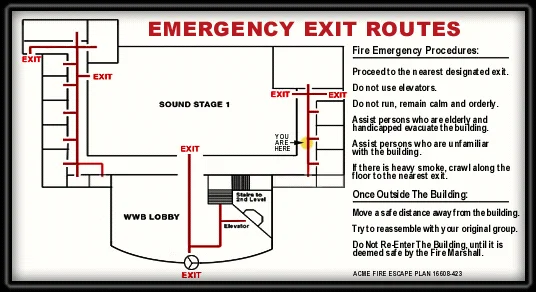 EMERGENCY EXIT ROUTES
EXIT
EXIT
SOUND STAGE 1
EXIT
EXIT
YOU
ARE
HERE
EXIT
WWB LOBBY
Stairs to
2nd Level
Elevator
EXIT
Fire Emergency Procedures:
Proceed to the nearest designated exit.
Do not use elevators.
Do not run, remain calm and orderly.
Assist persons who are elderly and
handicapped evacuate the building.
Assist persons who are unfamiliar
with the building.
If there is heavy smoke, crawl along the
floor to the nearest exit.
Once Outside The Building:
Move a safe distance away from the building.
Try to reassemble with your original group.
Do Not Re-Enter The Building, until it is
deemed safe by the Fire Marshall.
ACME FIRE ESCAPE PLAN 16608-423